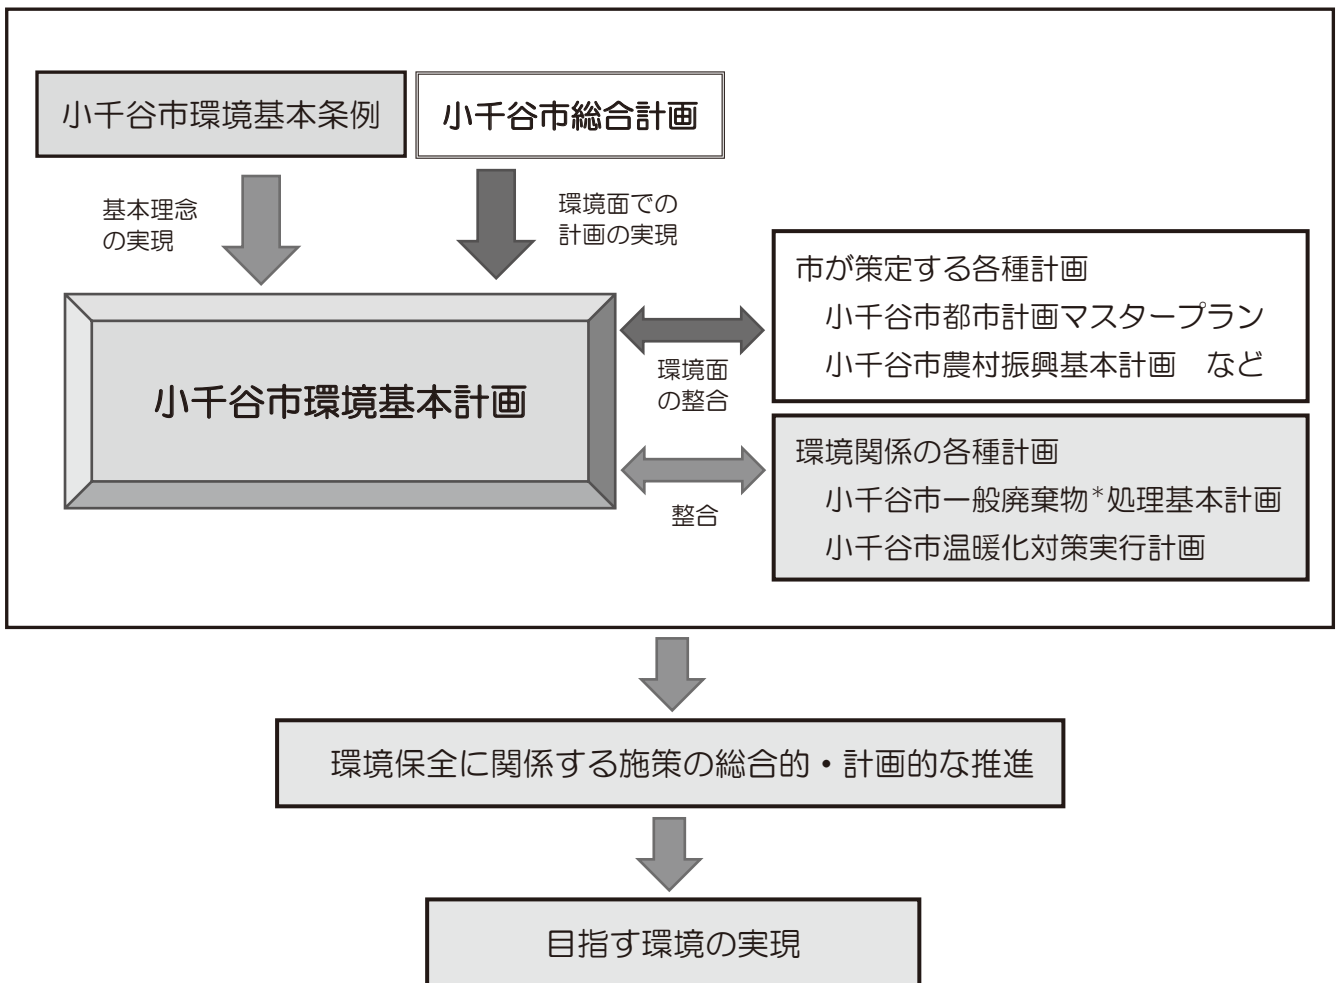 小千谷市環境基本条例
小千谷市総合計画
基本理念
の実現
環境面での
計画の実現
市が策定する各種計画
小千谷市都市計画マスタープラン
小千谷市農村振興基本計画　など
小千谷市環境基本計画
環境面
の整合
環境関係の各種計画
小千谷市一般廃棄物*処理基本計画
小千谷市温暖化対策実行計画
整合
環境保全に関係する施策の総合的・計画的な推進
目指す環境の実現